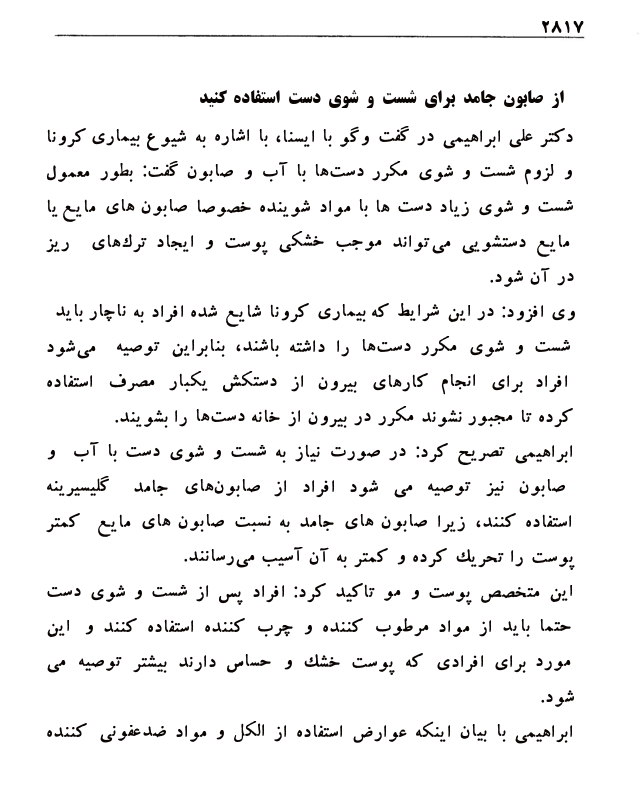 ۲۸۱۷
از صابون جامد برای شست و شوی دست استفاده کنید
دکتر علی ابراهیمی در گفت وگو با ایسنا، با اشاره به شیوع بیماری کرونا
و لزوم شست و شوی مکرر دست‌ها با آب و صابون گفت: بطور معمول
شست و شوی زیاد دست ها با مواد شوینده خصوصا صابون های مایع یا
مایع دستشویی می‌تواند موجب خشکی پوست و ایجاد ترك‌های ریز
در آن شود.
وی افزود: در این شرایط که بیماری کرونا شایع شده افراد به ناچار باید
شست و شوی مکرر دست‌ها را داشته باشند، بنابراین توصیه می‌شود
افراد برای انجام کارهای بیرون از دستکش یکبار مصرف استفاده
کرده تا مجبور نشوند مکرر در بیرون از خانه دست‌ها را بشویند.
ابراهیمی تصریح کرد: در صورت نیاز به شست و شوی دست با آب و
صابون نیز توصیه می شود افراد از صابون‌های جامد گلیسیرینه
استفاده کنند، زیرا صابون های جامد به نسبت صابون های مایع کمتر
پوست را تحریك کرده و کمتر به آن آسیب می‌رسانند.
این متخصص پوست و مو تاکید کرد: افراد پس از شست و شوی دست
حتما باید از مواد مرطوب کننده و چرب کننده استفاده کنند و این
مورد برای افرادی که پوست خشك و حساس دارند بیشتر توصیه می
شود.
ابراهیمی با بیان اینکه عوارض استفاده از الکل و مواد ضدعفونی کننده